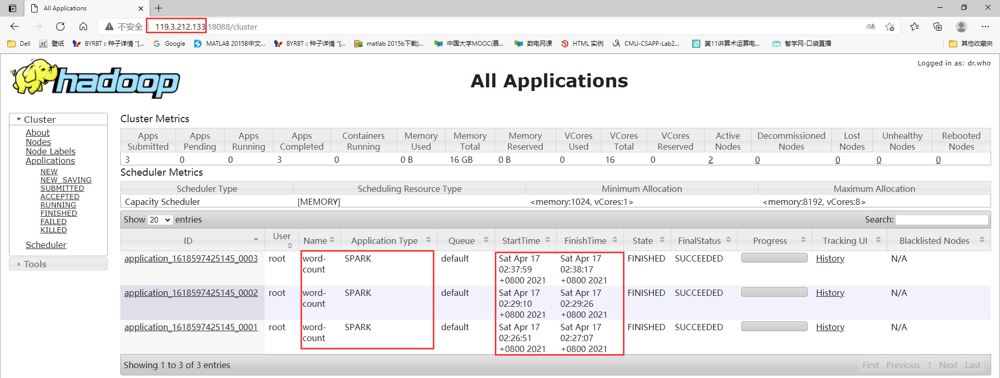 All Applications
不安全 119.3.212.133:18088/cluster
Dell 壁纸 BYRBT :: 种子详情 "[... Google MATLAB 2015B中文... BYRBT :: 种子详情 "[... matlab 2015b下载|... 中国大学MOOC(慕... 数电网课 HTML 实例 CMU-CSAPP-Lab2... 第11讲算术运算电... 智学网-口袋直播 其他收藏夹
hadoop
All Applications
Logged in as: dr.who
Cluster
About
Nodes
Node Labels
Applications
NEW
NEW_SAVING
SUBMITTED
ACCEPTED
RUNNING
FINISHED
FAILED
KILLED
Scheduler
Tools
Cluster Metrics
Apps Submitted Apps Pending Apps Running Apps Completed Containers Running Memory Used Memory Total Memory Reserved VCores Used VCores Total VCores Reserved Active Nodes Decommissioned Nodes Lost Nodes Unhealthy Nodes Rebooted Nodes
3 0 0 3 0 0 B 16 GB 0 B 0 16 0 2 0 0 0 0
Scheduler Metrics
Scheduler Type Scheduling Resource Type Minimum Allocation Maximum Allocation
Capacity Scheduler [MEMORY] <memory:1024, vCores:1> <memory:8192, vCores:8>
Show 20 entries Search:
ID User Name Application Type Queue StartTime FinishTime State FinalStatus Progress Tracking UI Blacklisted Nodes
application_1618597425145_0003 root word-count SPARK default Sat Apr 17 02:37:59 +0800 2021 Sat Apr 17 02:38:17 +0800 2021 FINISHED SUCCEEDED History N/A
application_1618597425145_0002 root word-count SPARK default Sat Apr 17 02:29:10 +0800 2021 Sat Apr 17 02:29:26 +0800 2021 FINISHED SUCCEEDED History N/A
application_1618597425145_0001 root word-count SPARK default Sat Apr 17 02:26:51 +0800 2021 Sat Apr 17 02:27:07 +0800 2021 FINISHED SUCCEEDED History N/A
Showing 1 to 3 of 3 entries First Previous 1 Next Last